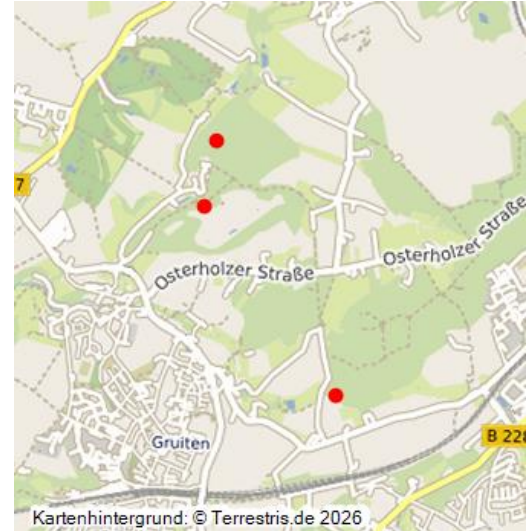 7
Osterholzer Straße
Osterholzer Straße
Gruiten
B 228
Kartenhintergrund: © Terrestris.de 2026